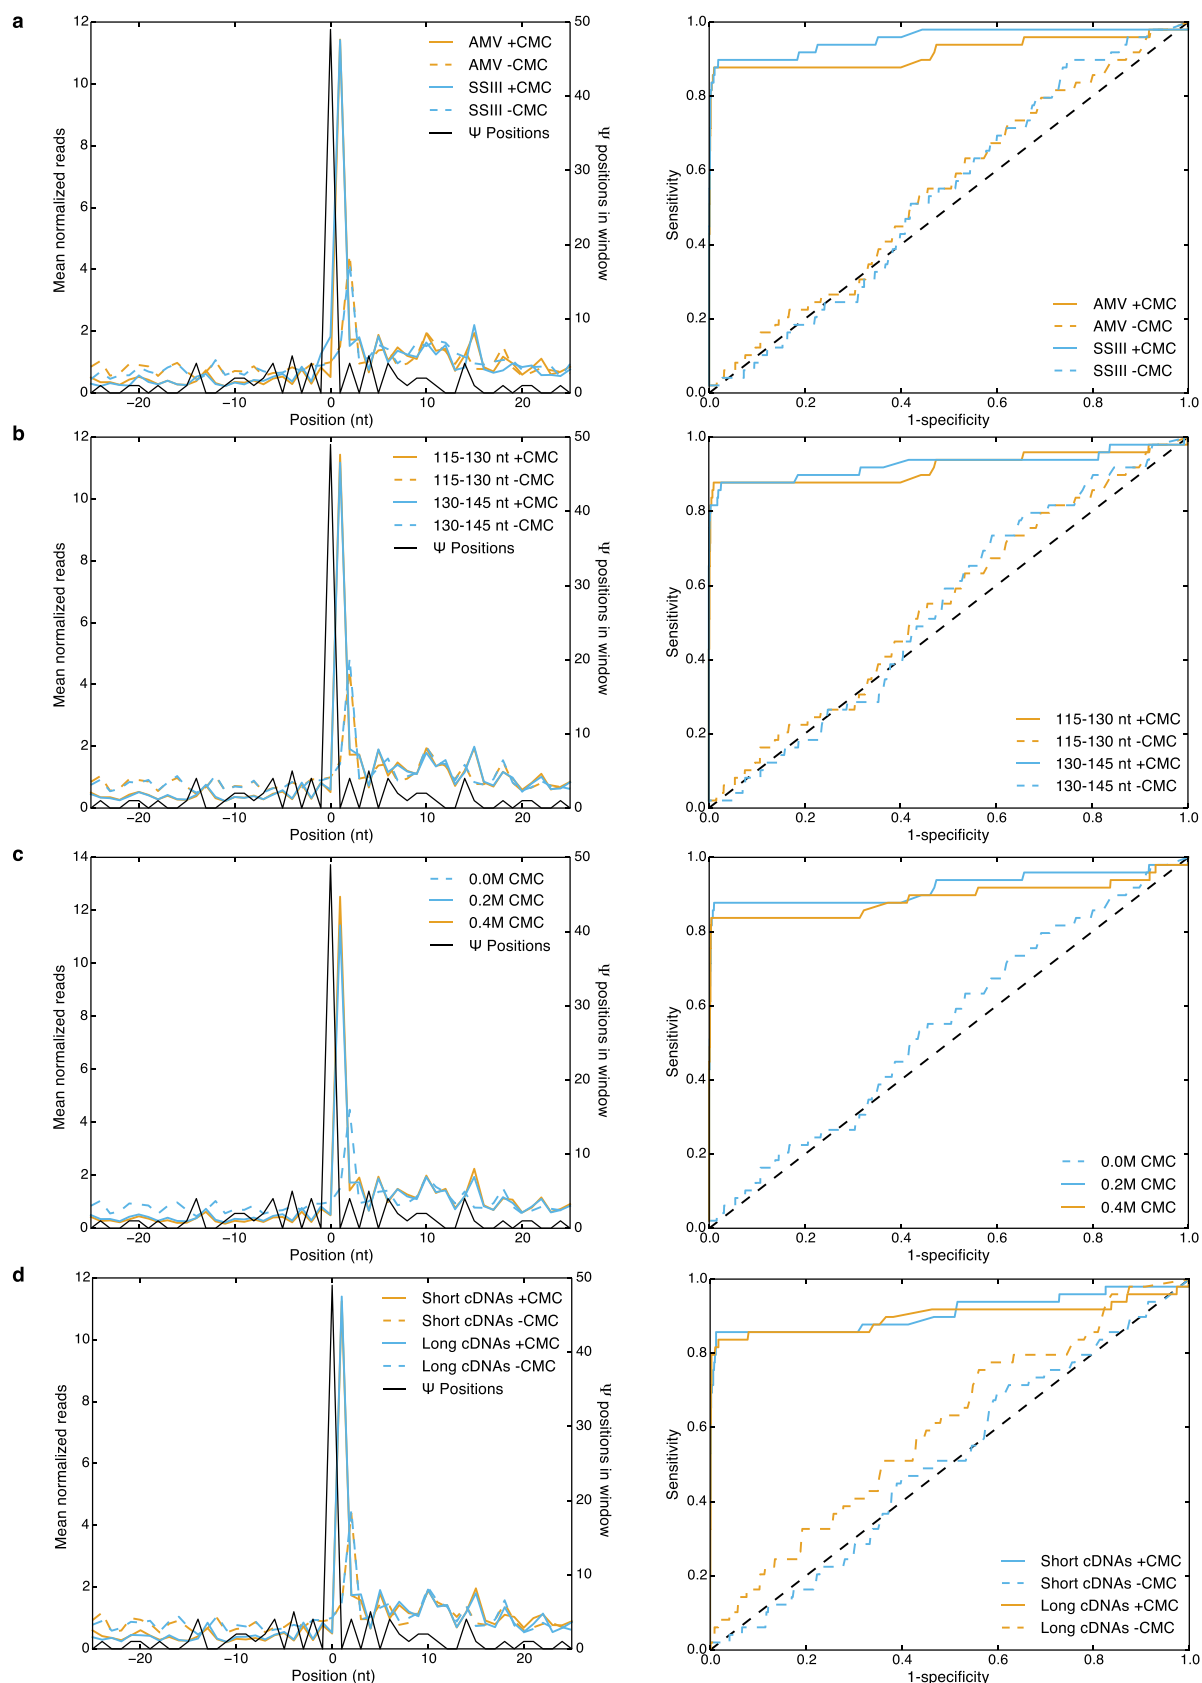 a
12
10
8
6
4
2
0
Mean normalized reads
−20
−10
0
10
20
Position (nt)
50
40
30
20
10
0
Ψ positions in window
AMV +CMC
AMV -CMC
SSIII +CMC
SSIII -CMC
Ψ Positions
1.0
0.8
0.6
0.4
0.2
0.0
Sensitivity
0.0
0.2
0.4
0.6
0.8
1.0
1-specificity
AMV +CMC
AMV -CMC
SSIII +CMC
SSIII -CMC
b
12
10
8
6
4
2
0
Mean normalized reads
−20
−10
0
10
20
Position (nt)
50
40
30
20
10
0
Ψ positions in window
115-130 nt +CMC
115-130 nt -CMC
130-145 nt +CMC
130-145 nt -CMC
Ψ Positions
1.0
0.8
0.6
0.4
0.2
0.0
Sensitivity
0.0
0.2
0.4
0.6
0.8
1.0
1-specificity
115-130 nt +CMC
115-130 nt -CMC
130-145 nt +CMC
130-145 nt -CMC
c
14
12
10
8
6
4
2
0
Mean normalized reads
−20
−10
0
10
20
Position (nt)
50
40
30
20
10
0
Ψ positions in window
0.0M CMC
0.2M CMC
0.4M CMC
Ψ Positions
1.0
0.8
0.6
0.4
0.2
0.0
Sensitivity
0.0
0.2
0.4
0.6
0.8
1.0
1-specificity
0.0M CMC
0.2M CMC
0.4M CMC
d
12
10
8
6
4
2
0
Mean normalized reads
−20
−10
0
10
20
Position (nt)
50
40
30
20
10
0
Ψ positions in window
Short cDNAs +CMC
Short cDNAs -CMC
Long cDNAs +CMC
Long cDNAs -CMC
Ψ Positions
1.0
0.8
0.6
0.4
0.2
0.0
Sensitivity
0.0
0.2
0.4
0.6
0.8
1.0
1-specificity
Short cDNAs +CMC
Short cDNAs -CMC
Long cDNAs +CMC
Long cDNAs -CMC